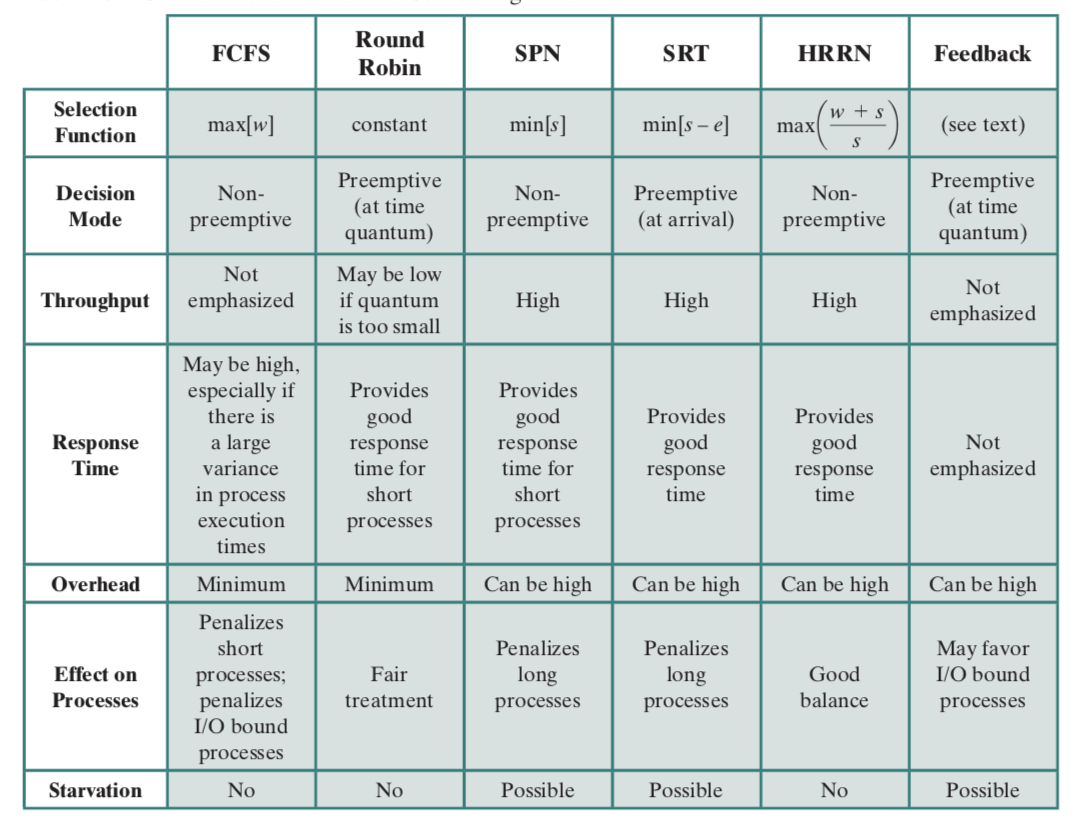 FCFS
Round
Robin
SPN
SRT
HRRN
Feedback
Selection
Function
max[w]
constant
min[s]
min[s – e]
max(w + s / s)
(see text)
Decision
Mode
Non-
preemptive
Preemptive
(at time
quantum)
Non-
preemptive
Preemptive
(at arrival)
Non-
preemptive
Preemptive
(at time
quantum)
Throughput
Not
emphasized
May be low
if quantum
is too small
High
High
High
Not
emphasized
Response
Time
May be high,
especially if
there is
a large
variance
in process
execution
times
Provides
good
response
time for
short
processes
Provides
good
response
time for
short
processes
Provides
good
response
time
Provides
good
response
time
Not
emphasized
Overhead
Minimum
Minimum
Can be high
Can be high
Can be high
Can be high
Effect on
Processes
Penalizes
short
processes;
penalizes
I/O bound
processes
Fair
treatment
Penalizes
long
processes
Penalizes
long
processes
Good
balance
May favor
I/O bound
processes
Starvation
No
No
Possible
Possible
No
Possible